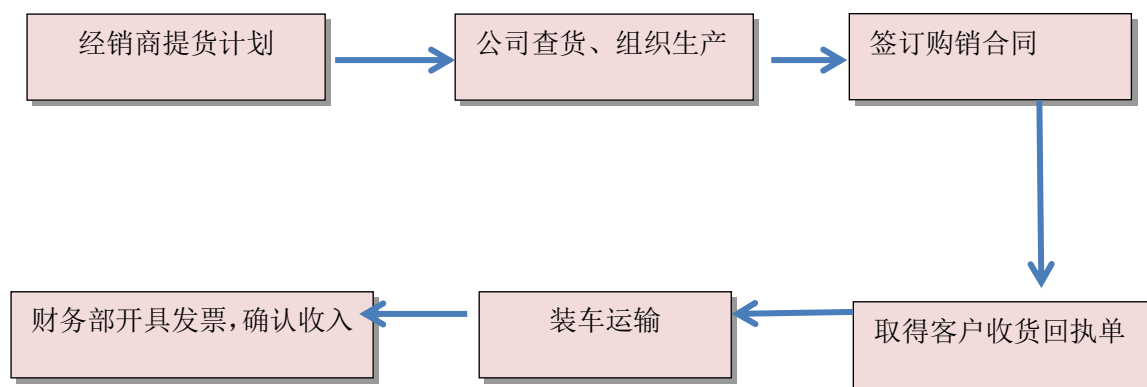 经销商提货计划
公司查货、组织生产
签订购销合同
取得客户收货回执单
装车运输
财务部开具发票，确认收入